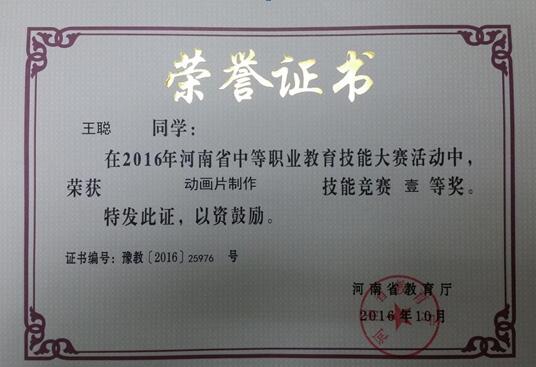 荣誉证书
王聪 同学：
在2016年河南省中等职业教育技能大赛活动中，
荣获 动画片制作 技能竞赛 壹 等奖。
特发此证，以资鼓励。
证书编号：豫教〔2016〕25976 号
河南省教育厅
2016年10月